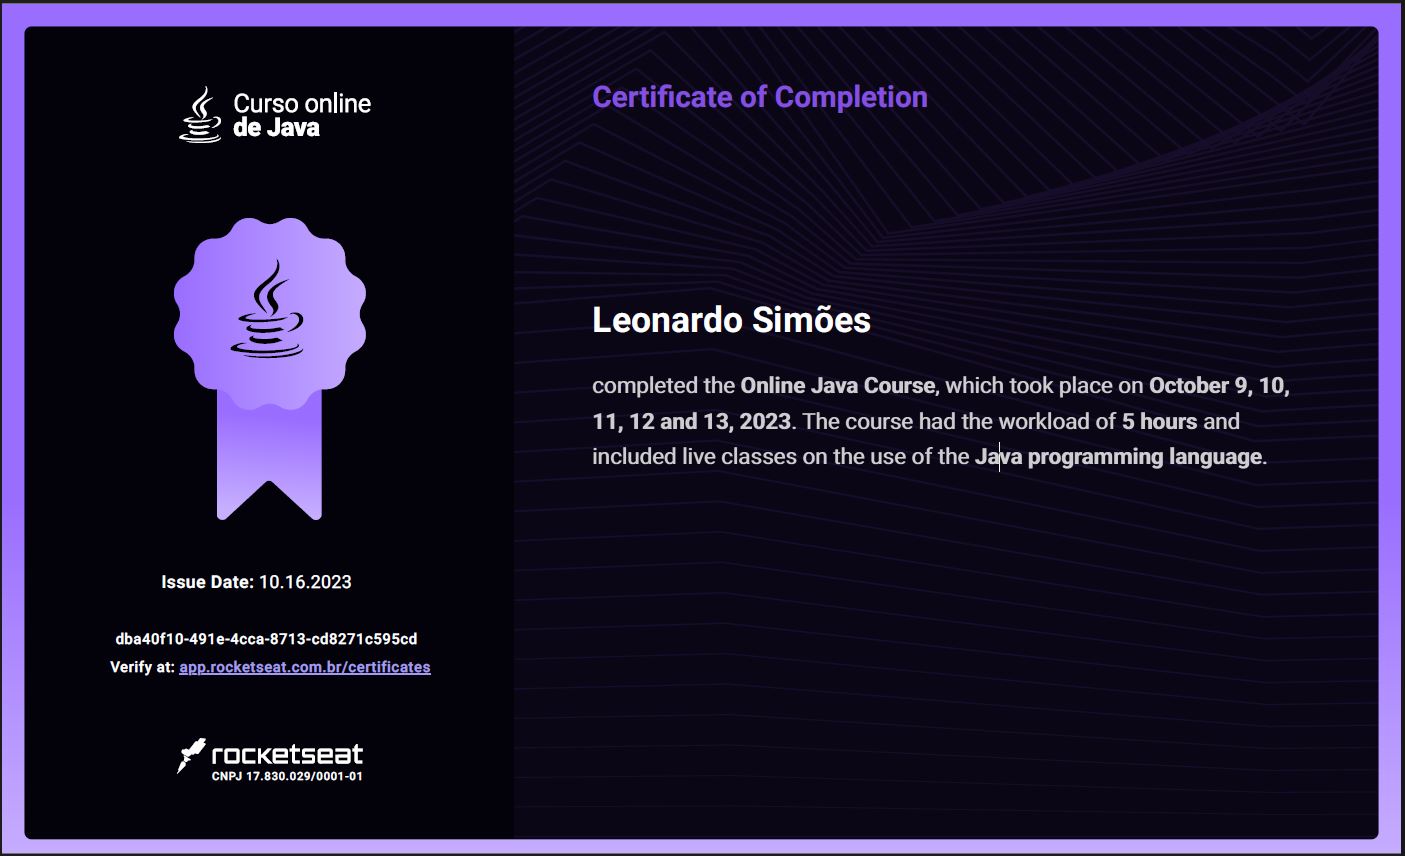 Curso online
de Java
Issue Date: 10.16.2023
dba40f10-491e-4cca-8713-cd8271c595cd
Verify at: app.rocketseat.com.br/certificates
rocketseat
CNPJ 17.830.029/0001-01
Certificate of Completion
Leonardo Simões
completed the Online Java Course, which took place on October 9, 10,
11, 12 and 13, 2023. The course had the workload of 5 hours and
included live classes on the use of the Java programming language.